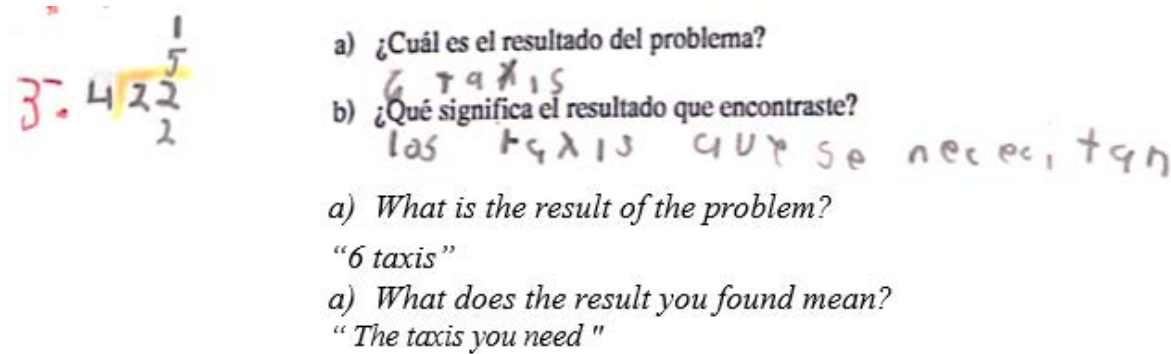 1
5
3-. 4 22
2
a) ¿Cuál es el resultado del problema?
6 taxis
b) ¿Qué significa el resultado que encontraste?
los taxis que se nececitan
a) What is the result of the problem?
“6 taxis”
a) What does the result you found mean?
“ The taxis you need "